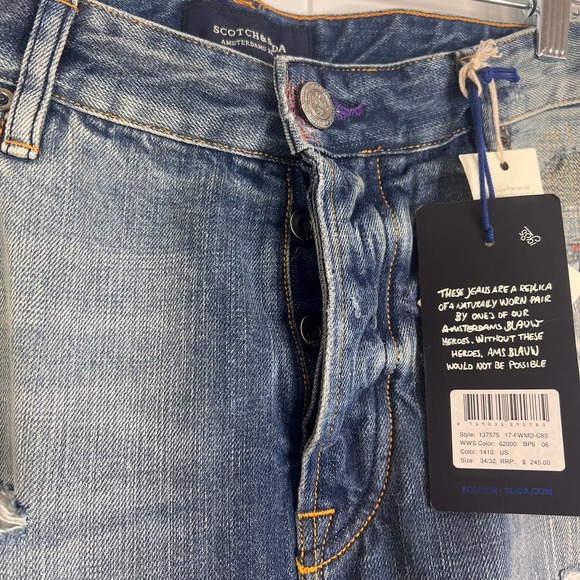 SCOTCH & SODA
AMSTERDAMS B
THESE JEANS ARE A REPLICA
OF A NATURALLY WORN PAIR
BY ONE OF OUR
AMSTERDAMS BLAUW
HEROES. WITHOUT THESE
HEROES, AMS BLAUW
WOULD NOT BE POSSIBLE
Style: 137575 17-FWMD-C85
WWS Color: 62000 BP6 06
Color: 1410 US
Size: 34/32 RRP: $ 245.00
SCOTCH-SODA.COM